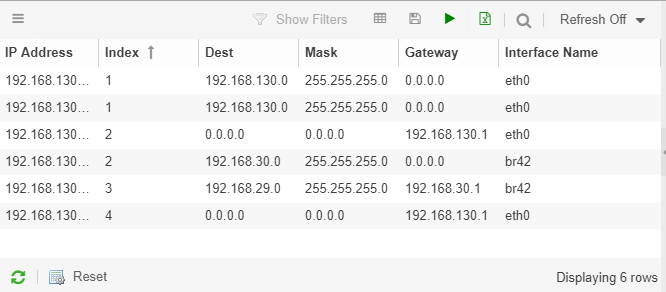 Show Filters Refresh Off
IP Address Index Dest Mask Gateway Interface Name
192.168.130... 1 192.168.130.0 255.255.255.0 0.0.0.0 eth0
192.168.130... 1 192.168.130.0 255.255.255.0 0.0.0.0 eth0
192.168.130... 2 0.0.0.0 0.0.0.0 192.168.130.1 eth0
192.168.130... 2 192.168.30.0 255.255.255.0 0.0.0.0 br42
192.168.130... 3 192.168.29.0 255.255.255.0 192.168.30.1 br42
192.168.130... 4 0.0.0.0 0.0.0.0 192.168.130.1 eth0
Reset Displaying 6 rows